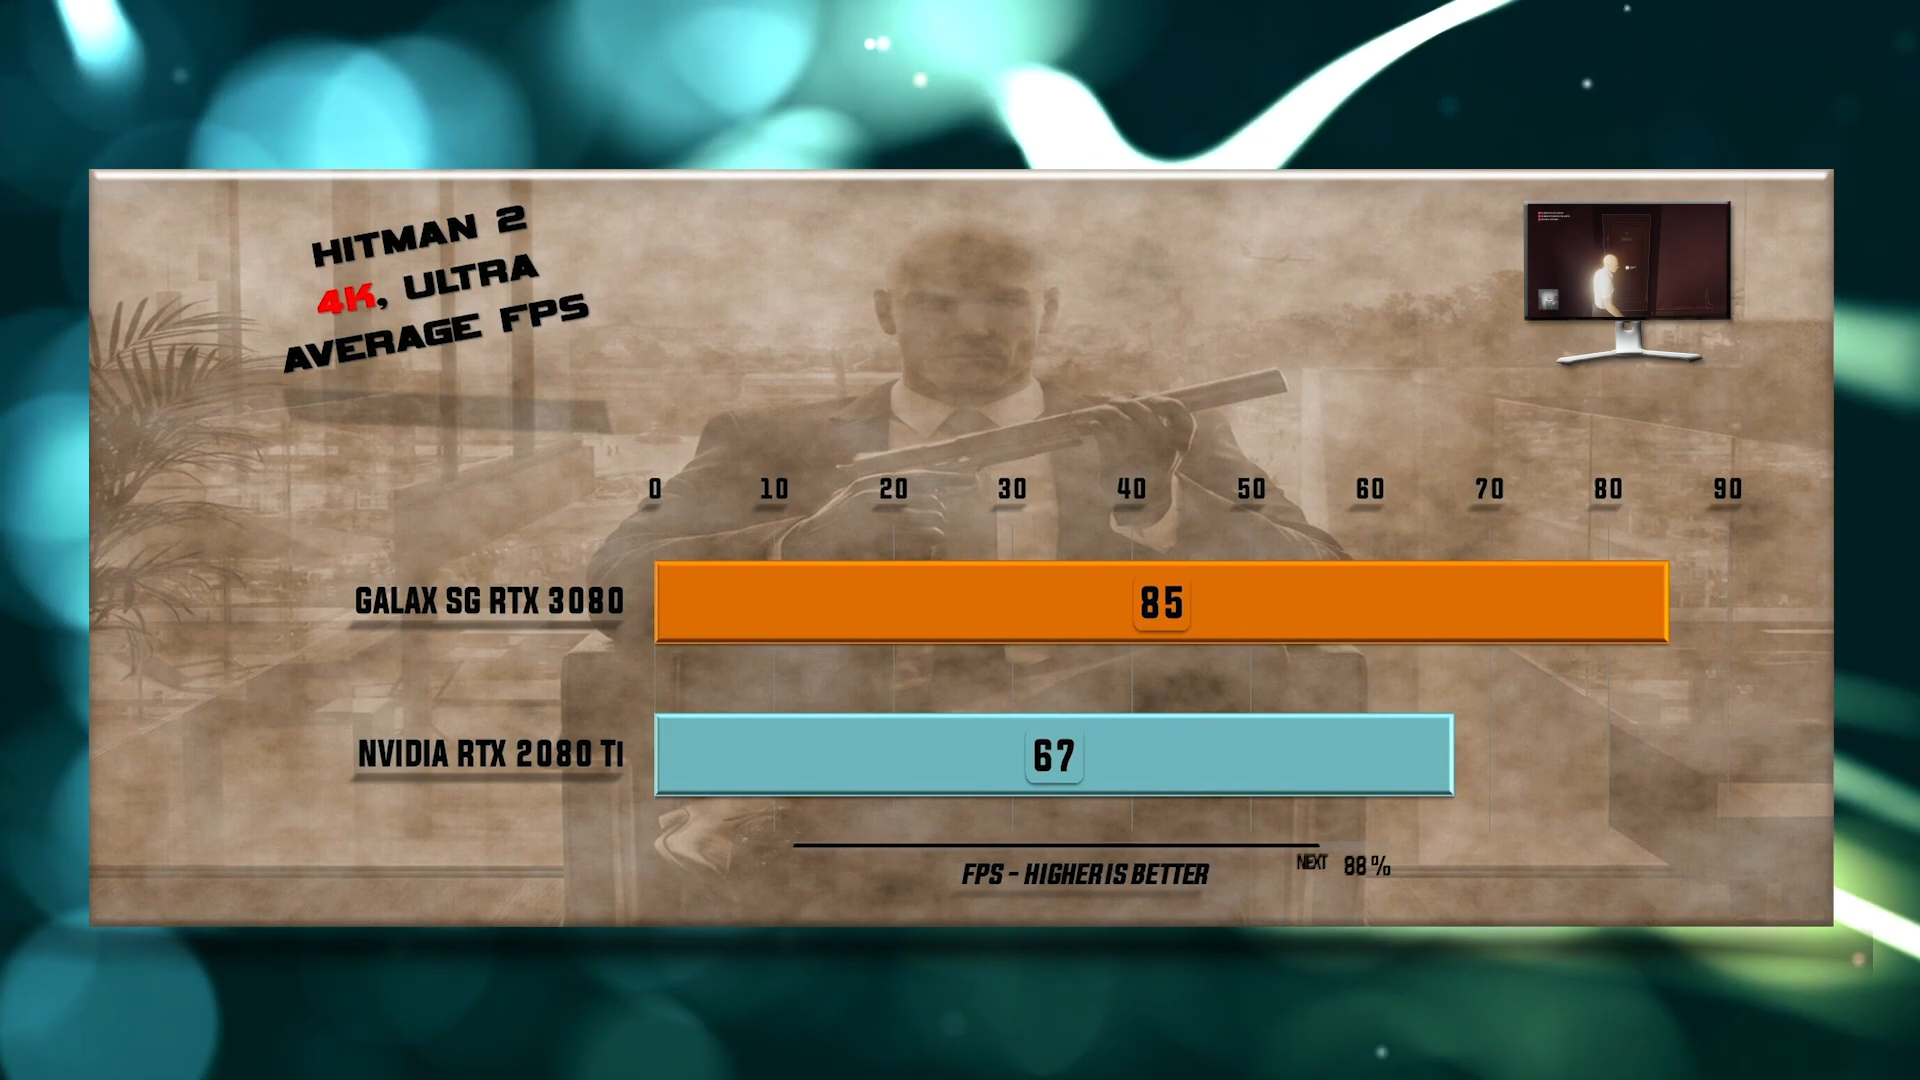 HITMAN 2
4K, ULTRA
AVERAGE FPS
0 10 20 30 40 50 60 70 80 90
GALAX SG RTX 3080
85
NVIDIA RTX 2080 TI
67
FPS - HIGHER IS BETTER
NEXT 88%